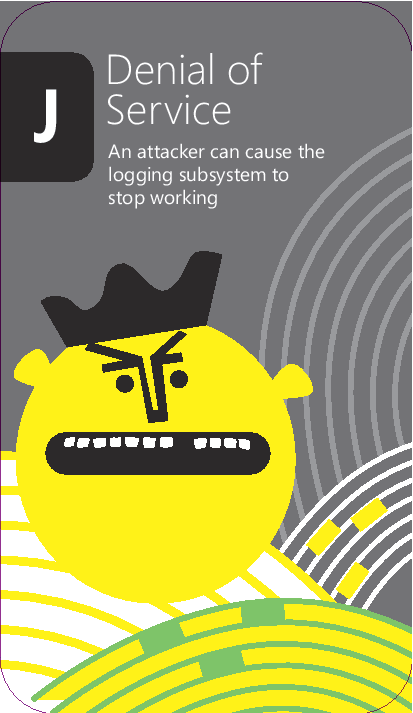 J
Denial of
Service
An attacker can cause the
logging subsystem to
stop working